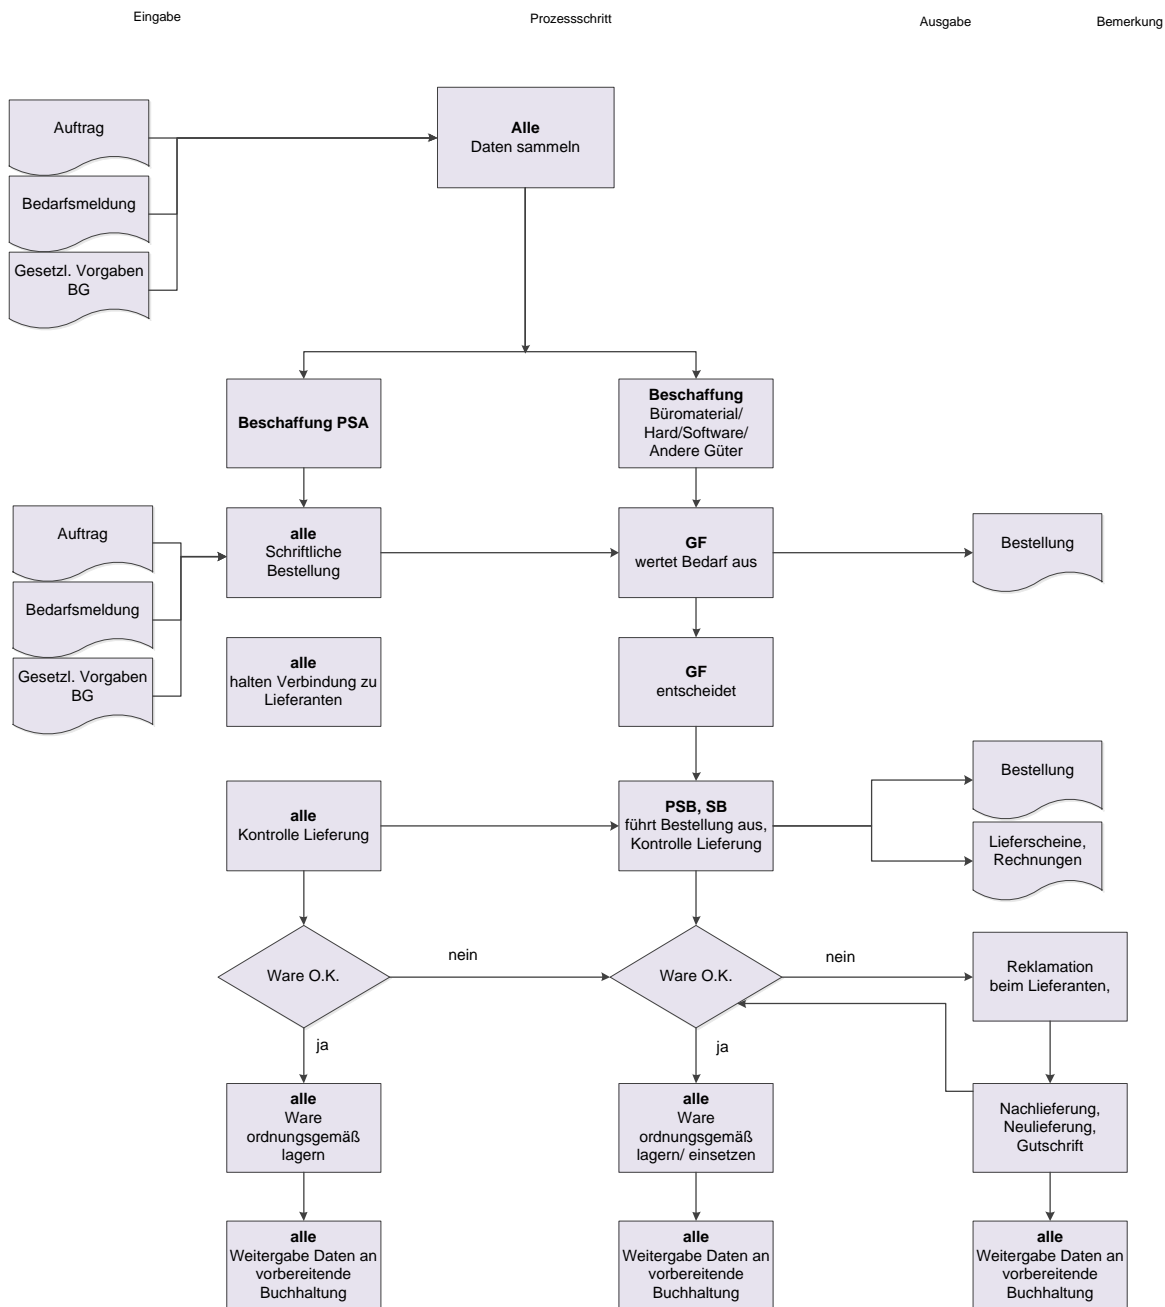 Eingabe
Prozessschritt
Ausgabe
Bemerkung
Auftrag
Bedarfsmeldung
Gesetzl. Vorgaben
BG
Alle
Daten sammeln
Beschaffung PSA
Beschaffung
Büromaterial/
Hard/Software/
Andere Güter
Auftrag
Bedarfsmeldung
Gesetzl. Vorgaben
BG
alle
Schriftliche
Bestellung
GF
wertet Bedarf aus
Bestellung
alle
halten Verbindung zu
Lieferanten
GF
entscheidet
alle
Kontrolle Lieferung
PSB, SB
führt Bestellung aus,
Kontrolle Lieferung
Bestellung
Lieferscheine,
Rechnungen
Ware O.K.
nein
Ware O.K.
nein
Reklamation
beim Lieferanten,
ja
ja
alle
Ware
ordnungsgemäß
lagern
alle
Ware
ordnungsgemäß
lagern/ einsetzen
Nachlieferung,
Neulieferung,
Gutschrift
alle
Weitergabe Daten an
vorbereitende
Buchhaltung
alle
Weitergabe Daten an
vorbereitende
Buchhaltung
alle
Weitergabe Daten an
vorbereitende
Buchhaltung